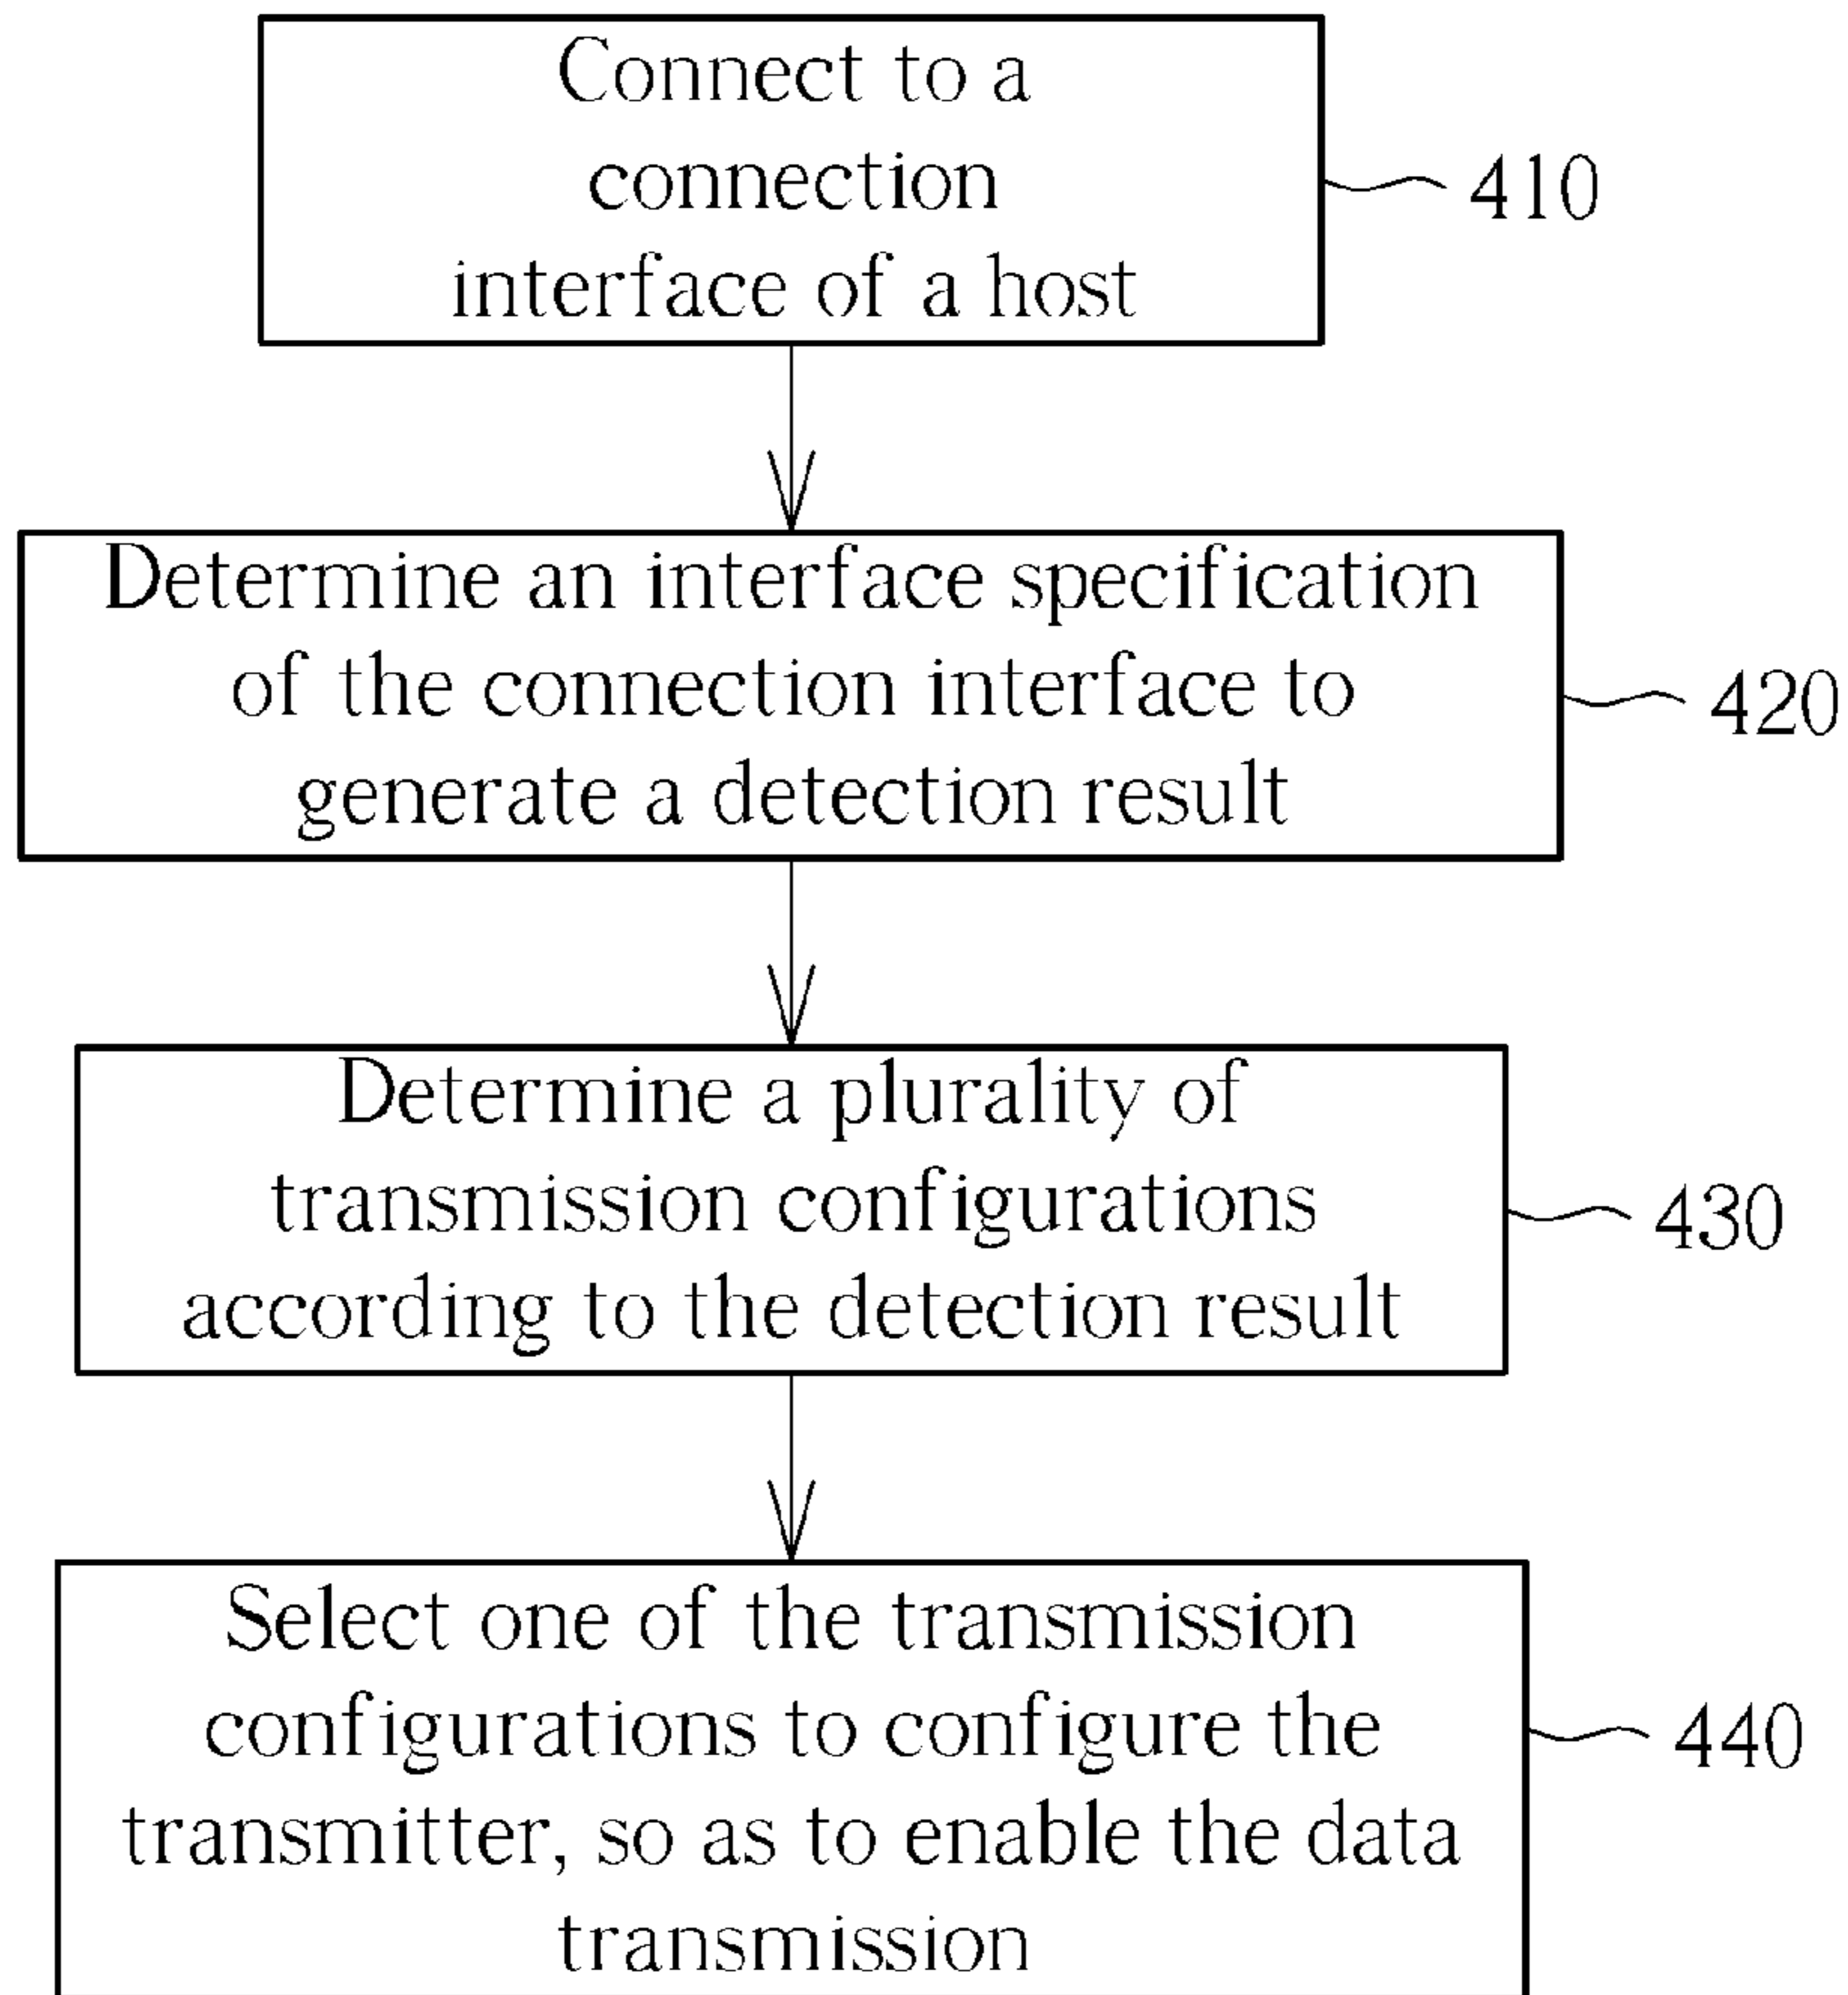 Connect to a
connection
interface of a host
410
Determine an interface specification
of the connection interface to
generate a detection result
420
Determine a plurality of
transmission configurations
according to the detection result
430
Select one of the transmission
configurations to configure the
transmitter, so as to enable the data
transmission
440